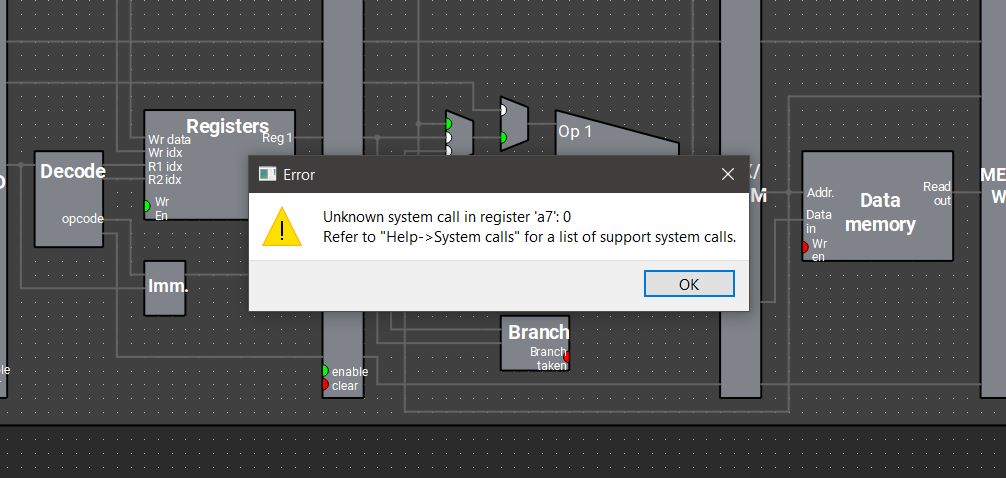 Registers
Wr data
Reg 1
Op 1
Wr idx
R1 idx
R2 idx
Wr
En
Decode
opcode
Imm.
Error
Unknown system call in register 'a7': 0
Refer to "Help->System calls" for a list of support system calls.
OK
Branch
Branch
taken
enable
clear
Addr.
Data
in
Wr
en
Data
memory
Read
out
ME
W